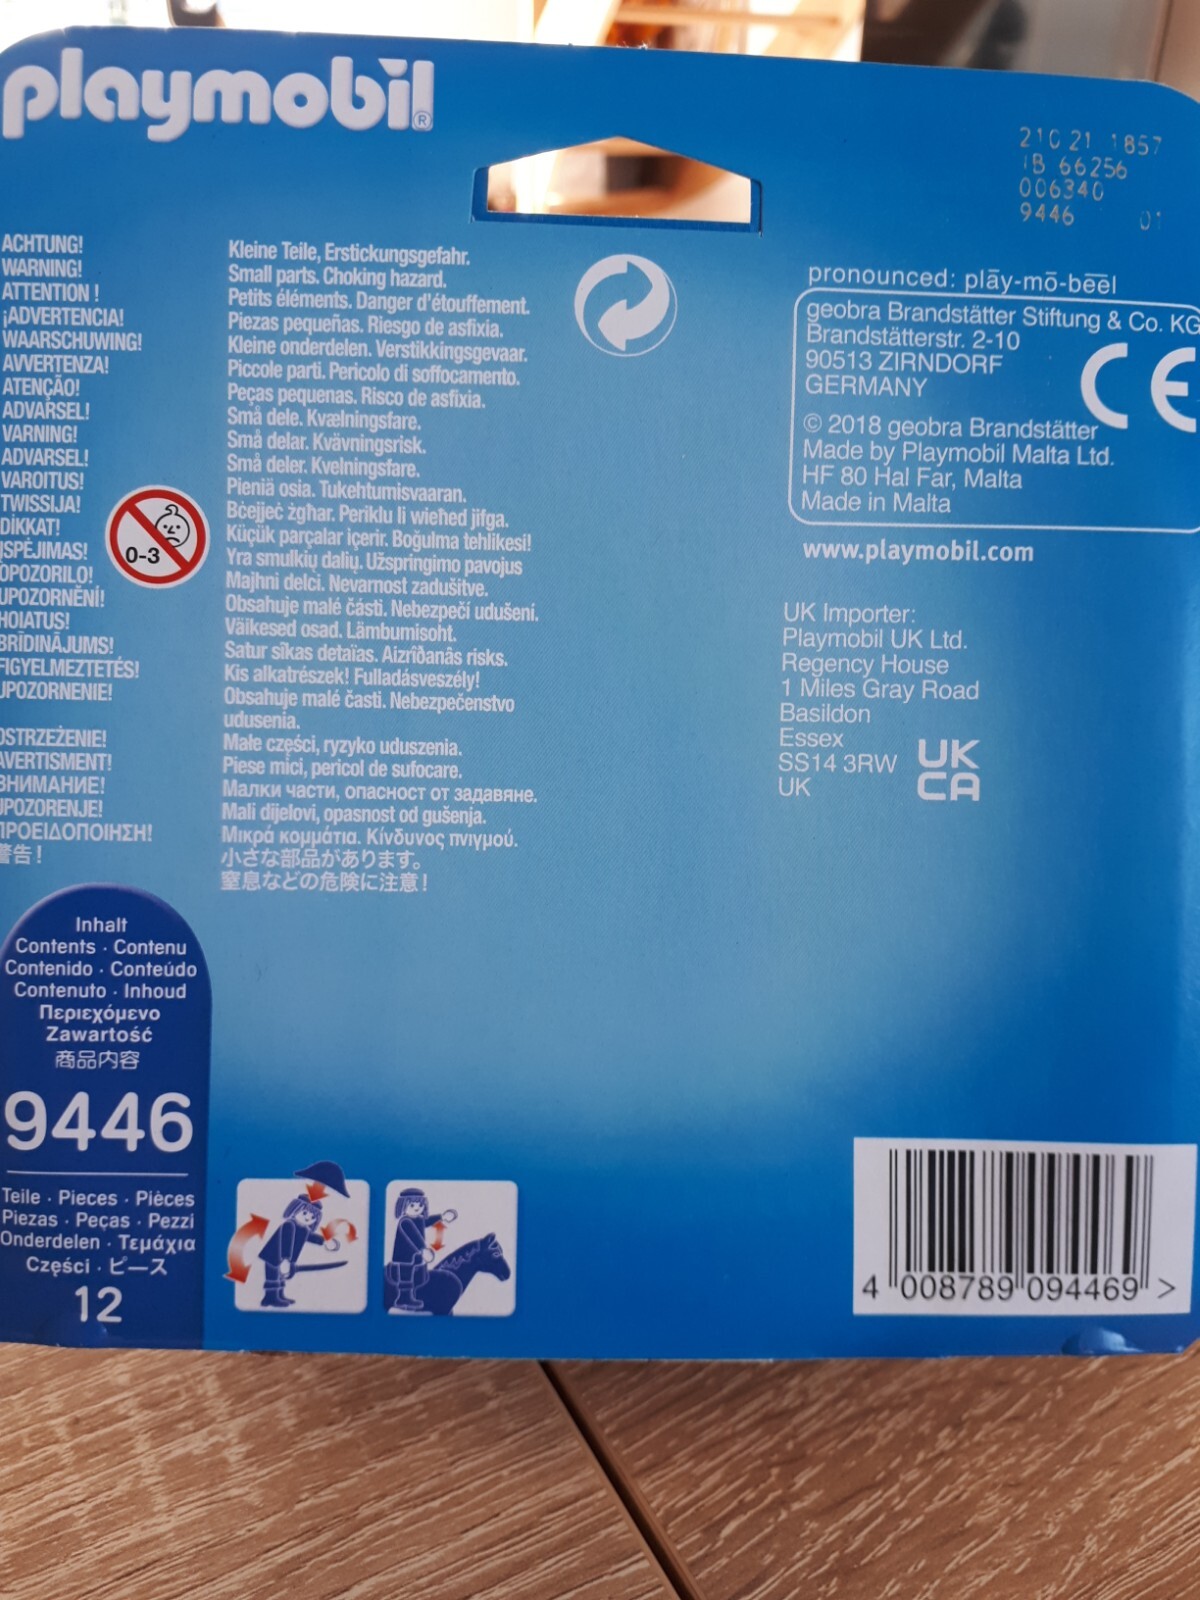 playmobil®
210 21 1857
IB 66256
006340
9446 01
ACHTUNG!
WARNING!
ATTENTION !
¡ADVERTENCIA!
WAARSCHUWING!
AVVERTENZA!
ATENÇÃO!
ADVARSEL!
VARNING!
ADVARSEL!
VAROITUS!
TWISSIJA!
DİKKAT!
ĮSPĖJIMAS!
OPOZORILO!
UPOZORNĚNÍ!
HOIATUS!
BRĪDINĀJUMS!
FIGYELMEZTETÉS!
UPOZORNENIE!
OSTRZEŻENIE!
AVERTISMENT!
ВНИМАНИЕ!
UPOZORENJE!
ΠΡΟΕΙΔΟΠΟΙΗΣΗ!
警告!
0-3
Kleine Teile, Erstickungsgefahr.
Small parts. Choking hazard.
Petits éléments. Danger d'étouffement.
Piezas pequeñas. Riesgo de asfixia.
Kleine onderdelen. Verstikkingsgevaar.
Piccole parti. Pericolo di soffocamento.
Peças pequenas. Risco de asfixia.
Små dele. Kvælningsfare.
Små delar. Kvävningsrisk.
Små deler. Kvelningsfare.
Pieniä osia. Tukehtumisvaaran.
Bċejjeċ żgħar. Periklu li wieħed jifga.
Küçük parçalar içerir. Boğulma tehlikesi!
Yra smulkių dalių. Užspringimo pavojus
Majhni delci. Nevarnost zadušitve.
Obsahuje malé části. Nebezpečí udušení.
Väikesed osad. Lämbumisoht.
Satur sīkas detaïas. Aizrîðanâs risks.
Kis alkatrészek! Fulladásveszély!
Obsahuje malé časti. Nebezpečenstvo
udusenia.
Małe części, ryzyko uduszenia.
Piese mici, pericol de sufocare.
Малки части, опасност от задавяне.
Mali dijelovi, opasnost od gušenja.
Μικρά κομμάτια. Κίνδυνος πνιγμού.
小さな部品があります。
窒息などの危険に注意!
pronounced: plāy-mō-bēēl
geobra Brandstätter Stiftung & Co. KG
Brandstätterstr. 2-10
90513 ZIRNDORF
GERMANY
CE
© 2018 geobra Brandstätter
Made by Playmobil Malta Ltd.
HF 80 Hal Far, Malta
Made in Malta
www.playmobil.com
UK Importer:
Playmobil UK Ltd.
Regency House
1 Miles Gray Road
Basildon
Essex
SS14 3RW
UK
UK
CA
Inhalt
Contents · Contenu
Contenido · Conteúdo
Contenuto · Inhoud
Περιεχόμενο
Zawartość
商品内容
9446
Teile · Pieces · Pièces
Piezas · Peças · Pezzi
Onderdelen · Τεμάχια
Części · ピース
12
4 008789 094469 >